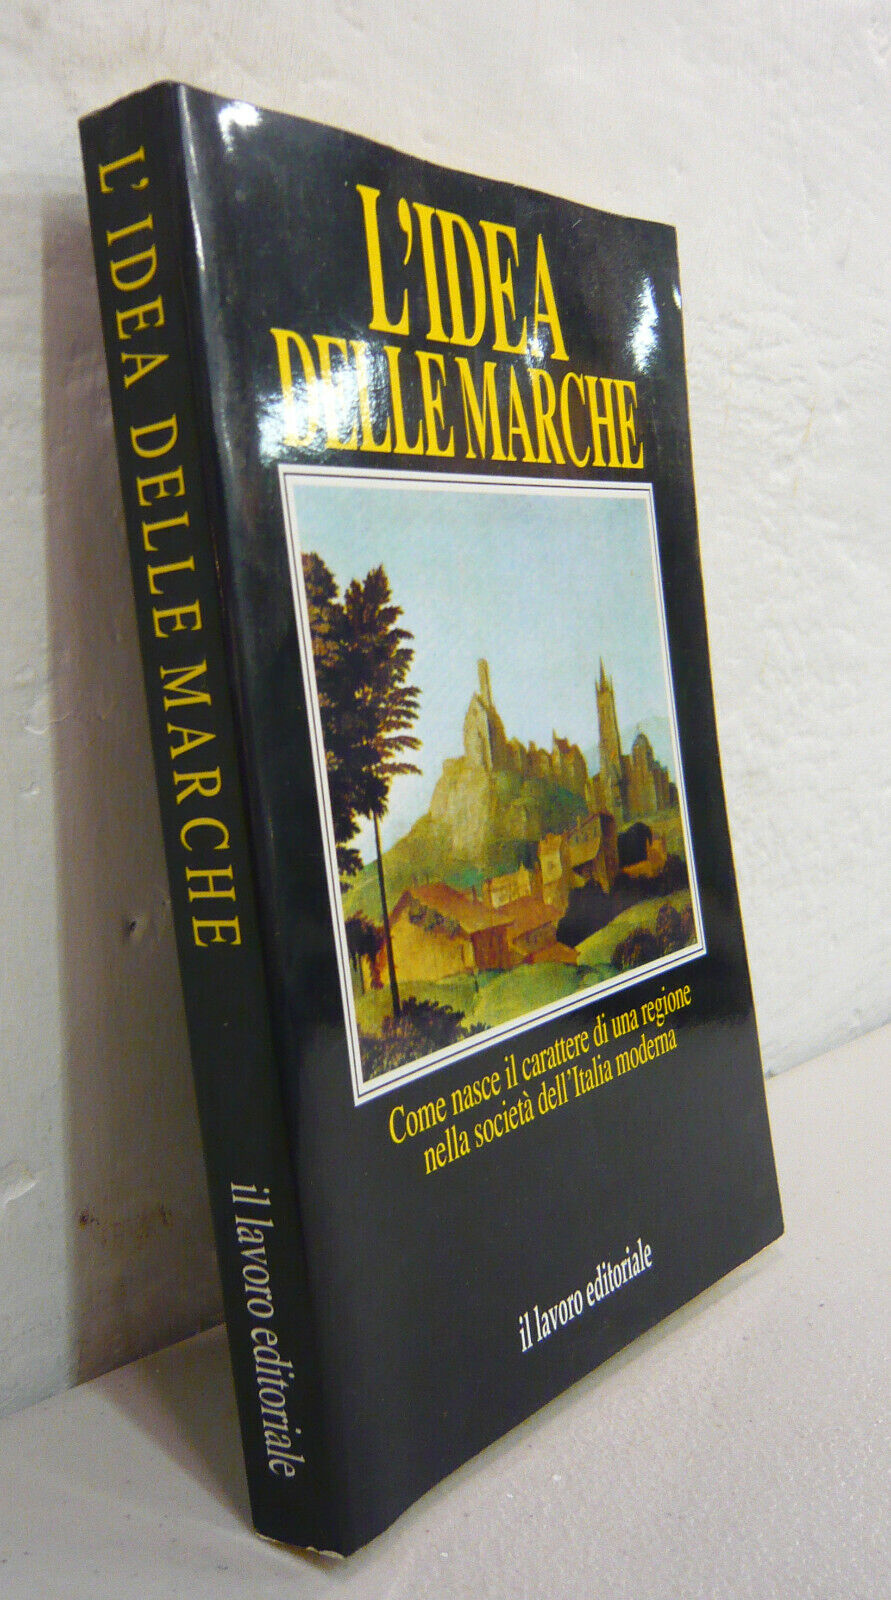 L'IDEA DELLE MARCHE
il lavoro editoriale
L'IDEA
DELLE MARCHE
Come nasce il carattere di una regione
nella società dell'Italia moderna
il lavoro editoriale